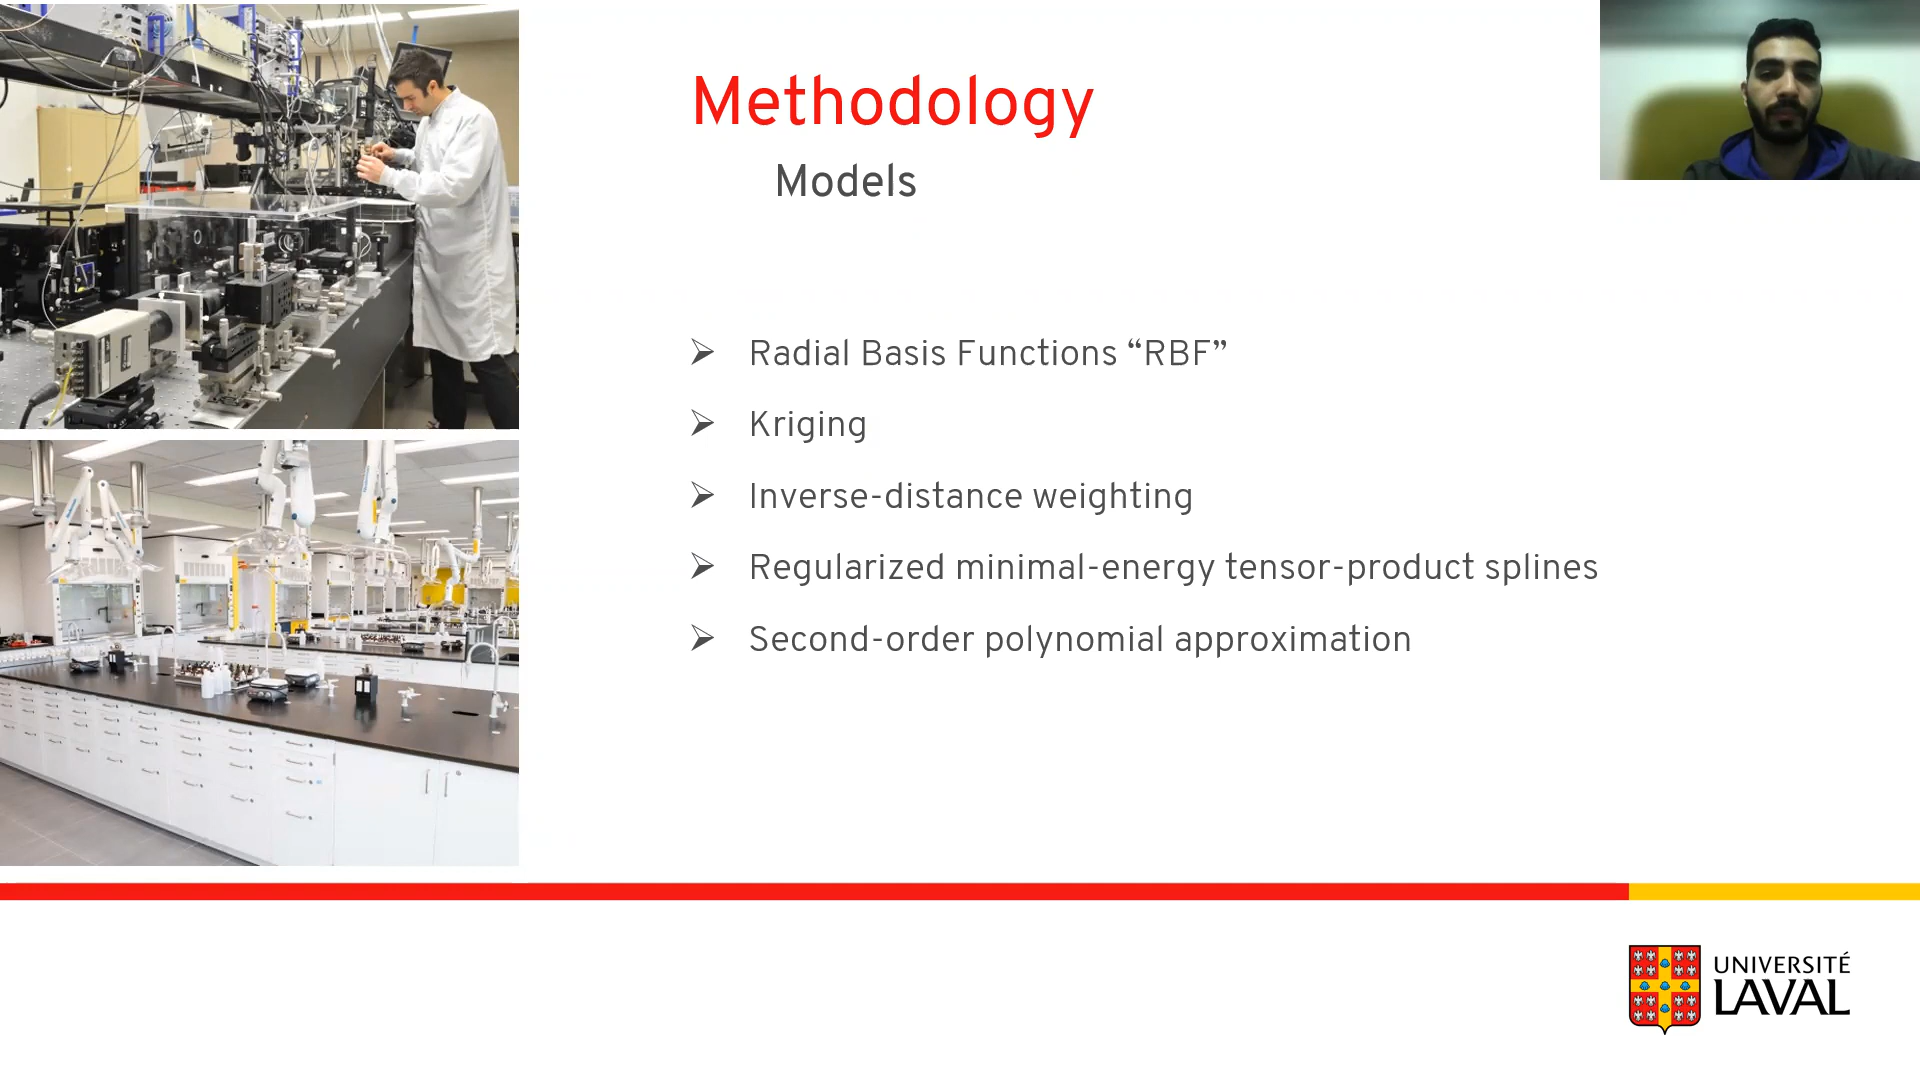 Methodology
Models
Radial Basis Functions “RBF”
Kriging
Inverse-distance weighting
Regularized minimal-energy tensor-product splines
Second-order polynomial approximation
UNIVERSITÉ
LAVAL